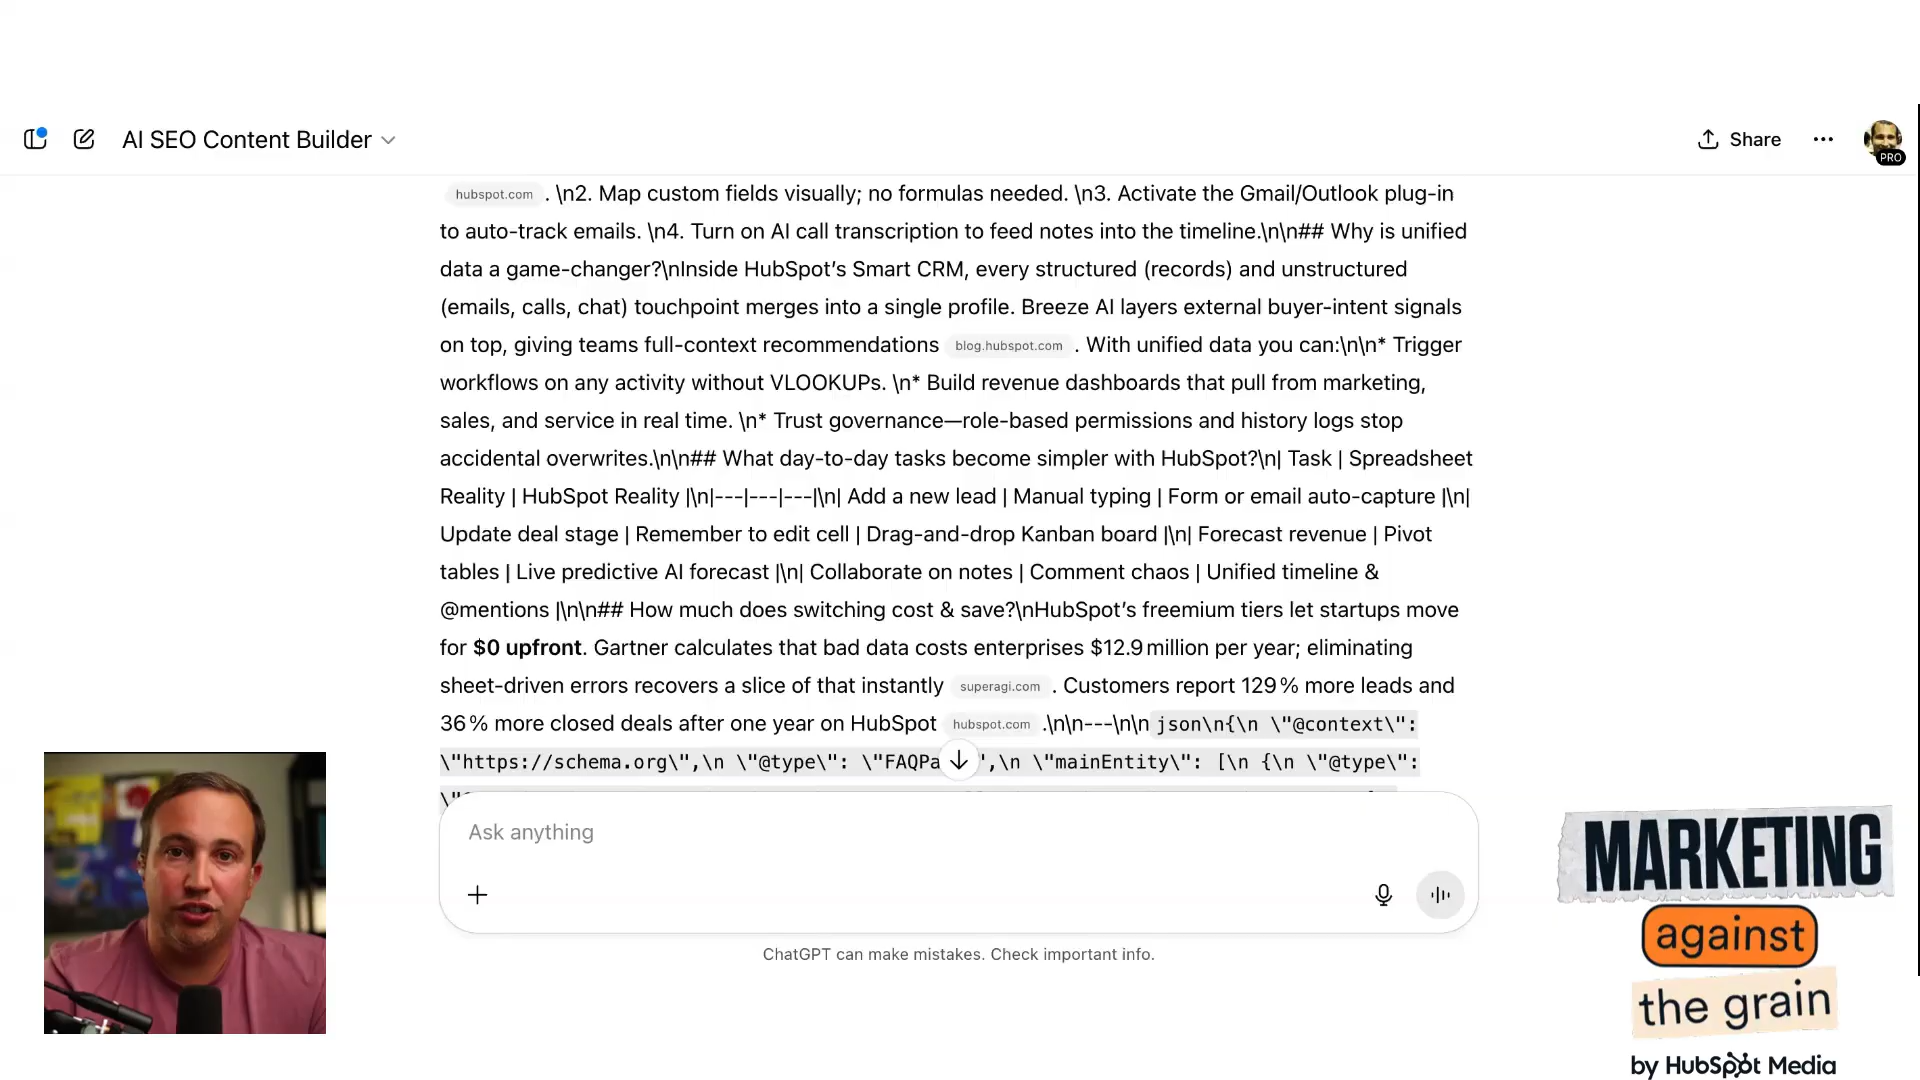 AI SEO Content Builder
Share
PRO
hubspot.com . \n2. Map custom fields visually; no formulas needed. \n3. Activate the Gmail/Outlook plug-in
to auto-track emails. \n4. Turn on AI call transcription to feed notes into the timeline.\n\n## Why is unified
data a game-changer?\nInside HubSpot’s Smart CRM, every structured (records) and unstructured
(emails, calls, chat) touchpoint merges into a single profile. Breeze AI layers external buyer-intent signals
on top, giving teams full-context recommendations blog.hubspot.com . With unified data you can:\n\n* Trigger
workflows on any activity without VLOOKUPs. \n* Build revenue dashboards that pull from marketing,
sales, and service in real time. \n* Trust governance—role-based permissions and history logs stop
accidental overwrites.\n\n## What day-to-day tasks become simpler with HubSpot?\n| Task | Spreadsheet
Reality | HubSpot Reality |\n|---|---|---|\n| Add a new lead | Manual typing | Form or email auto-capture |\n|
Update deal stage | Remember to edit cell | Drag-and-drop Kanban board |\n| Forecast revenue | Pivot
tables | Live predictive AI forecast |\n| Collaborate on notes | Comment chaos | Unified timeline &
@mentions |\n\n## How much does switching cost & save?\nHubSpot’s freemium tiers let startups move
for $0 upfront. Gartner calculates that bad data costs enterprises $12.9 million per year; eliminating
sheet-driven errors recovers a slice of that instantly superagi.com . Customers report 129 % more leads and
36 % more closed deals after one year on HubSpot hubspot.com .\n\n---\n\n json\n{\n \"@context\":
\"https://schema.org\",\n \"@type\": \"FAQPa ",\n \"mainEntity\": [\n {\n \"@type\":
Ask anything
ChatGPT can make mistakes. Check important info.
MARKETING
against
the grain
by HubSpot Media